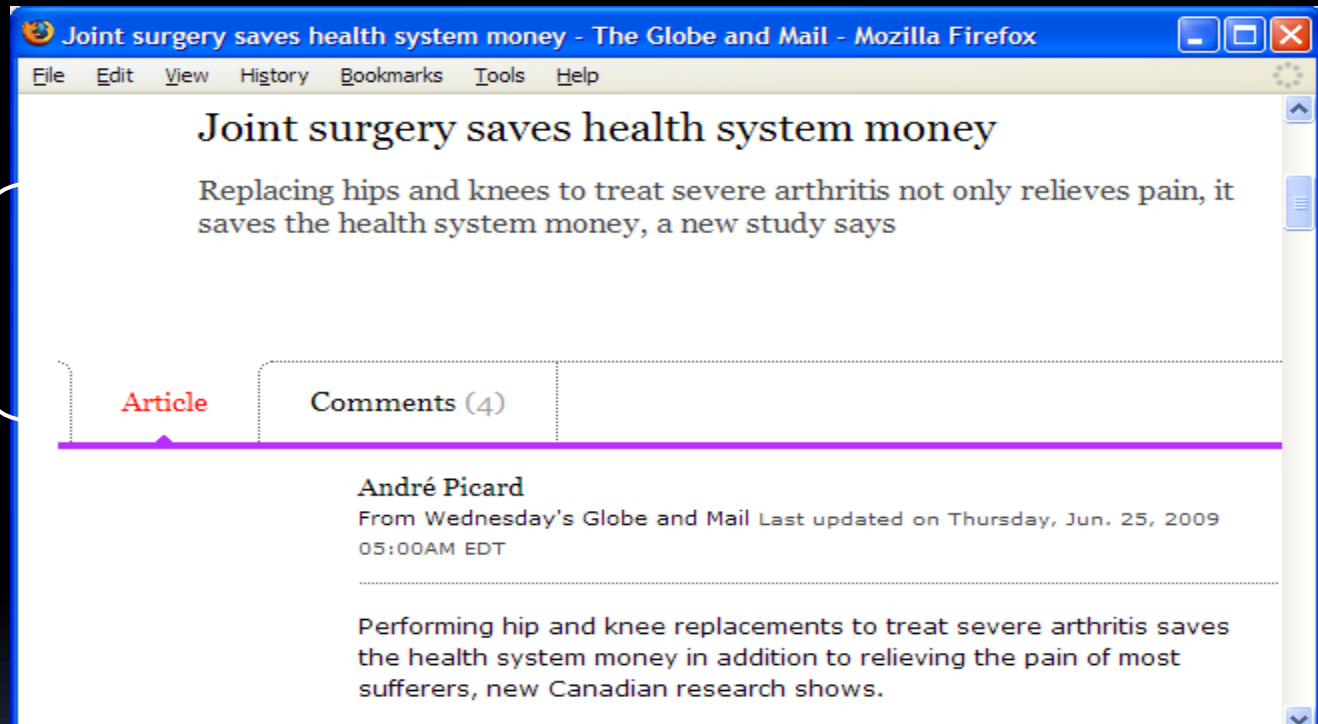 Joint surgery saves health system money - The Globe and Mail - Mozilla Firefox
File Edit View History Bookmarks Tools Help
Joint surgery saves health system money
Replacing hips and knees to treat severe arthritis not only relieves pain, it
saves the health system money, a new study says
Article Comments (4)
André Picard
From Wednesday's Globe and Mail Last updated on Thursday, Jun. 25, 2009
05:00AM EDT
Performing hip and knee replacements to treat severe arthritis saves
the health system money in addition to relieving the pain of most
sufferers, new Canadian research shows.